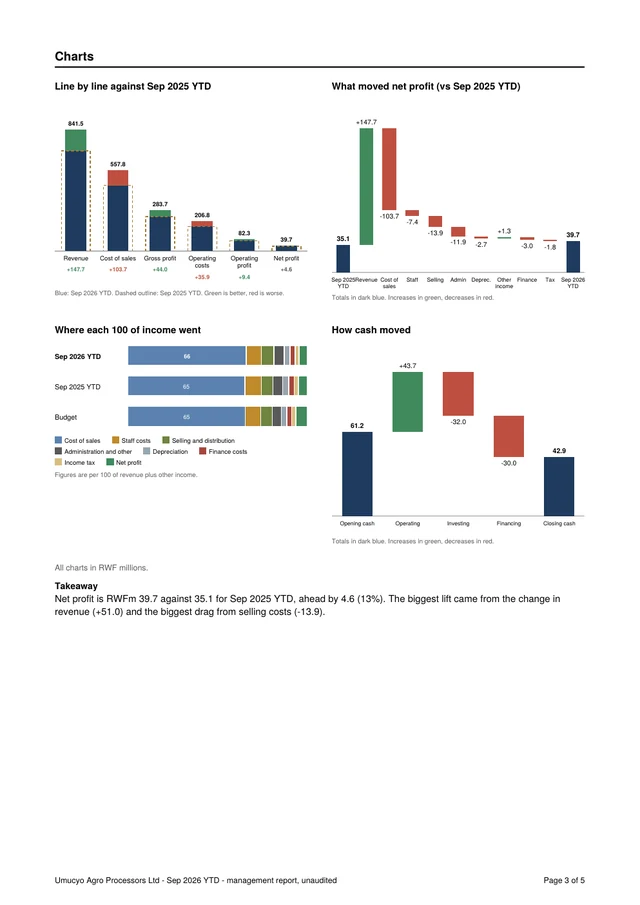 Charts
Line by line against Sep 2025 YTD
841.5
557.8
283.7
206.8
82.3
39.7
Revenue
Cost of sales
Gross profit
Operating costs
Operating profit
Net profit
+147.7
+103.7
+44.0
+35.9
+9.4
+4.6
Blue: Sep 2026 YTD. Dashed outline: Sep 2025 YTD. Green is better, red is worse.
What moved net profit (vs Sep 2025 YTD)
35.1
+147.7
-103.7
-7.4
-13.9
-11.9
-2.7
+1.3
-3.0
-1.8
39.7
Sep 2025 YTD
Revenue
Cost of sales
Staff
Selling
Admin
Deprec.
Other income
Finance
Tax
Sep 2026 YTD
Totals in dark blue. Increases in green, decreases in red.
Where each 100 of income went
Sep 2026 YTD
66
Sep 2025 YTD
65
Budget
65
Cost of sales
Staff costs
Selling and distribution
Administration and other
Depreciation
Finance costs
Income tax
Net profit
Figures are per 100 of revenue plus other income.
How cash moved
61.2
+43.7
-32.0
-30.0
42.9
Opening cash
Operating
Investing
Financing
Closing cash
Totals in dark blue. Increases in green, decreases in red.
All charts in RWF millions.
Takeaway
Net profit is RWFm 39.7 against 35.1 for Sep 2025 YTD, ahead by 4.6 (13%). The biggest lift came from the change in
revenue (+51.0) and the biggest drag from selling costs (-13.9).
Umucyo Agro Processors Ltd - Sep 2026 YTD - management report, unaudited
Page 3 of 5